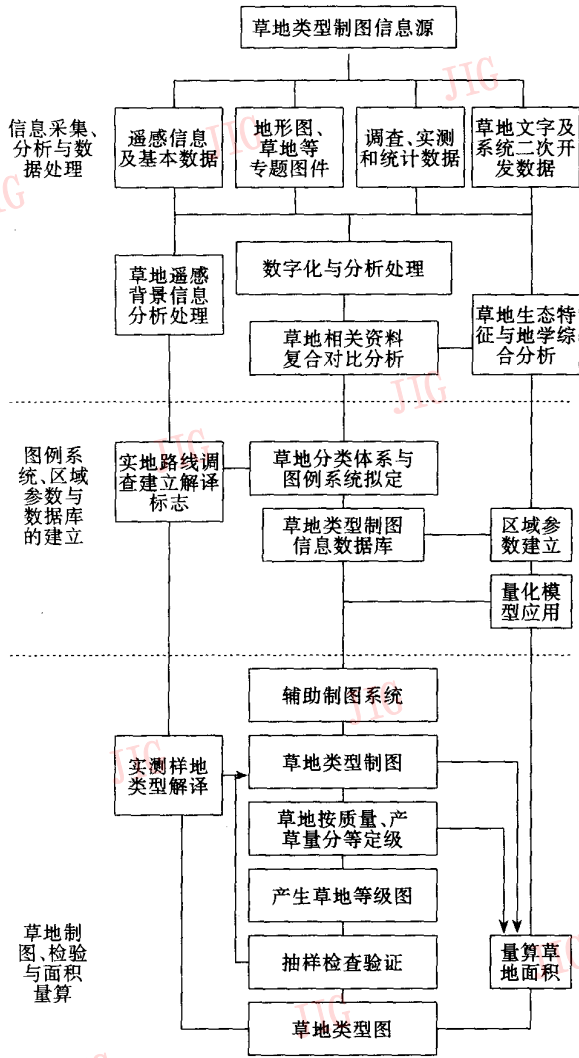 草地类型制图信息源
信息采集、
分析与数
据处理
遥感信息
及基本数据
地形图、
草地等
专题图件
调查、实测
和统计数据
草地文字及
系统二次开
发数据
草地遥感
背景信息
分析处理
数字化与分析处理
草地相关资料
复合对比分析
草地生态特
征与地学综
合分析
图例系
统、区域
参数与
数据库
的建立
实地路线调
查建立解译
标志
草地分类体系与
图例系统拟定
草地类型制图
信息数据库
区域参
数建立
量化模
型应用
辅助制图系统
实测样地
类型解译
草地类型制图
草地按质量、产
草量分等定级
产生草地等级图
草地制
图、检验
与面积
量算
抽样检查验证
量算草
地面积
草地类型图
JIG
JIG
JIG
JIG
JIG
JIG
JIG
JIG
JIG